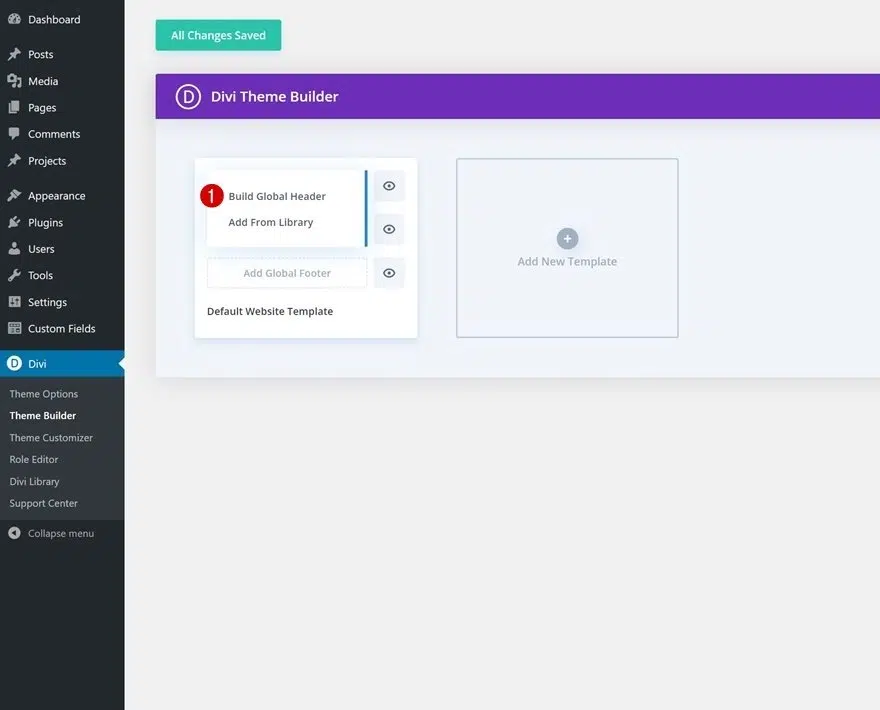 Dashboard
Posts
Media
Pages
Comments
Projects
Appearance
Plugins
Users
Tools
Settings
Custom Fields
D Divi
Theme Options
Theme Builder
Theme Customizer
Role Editor
Divi Library
Support Center
Collapse menu
All Changes Saved
D Divi Theme Builder
1 Build Global Header
Add From Library
Add Global Footer
Default Website Template
Add New Template